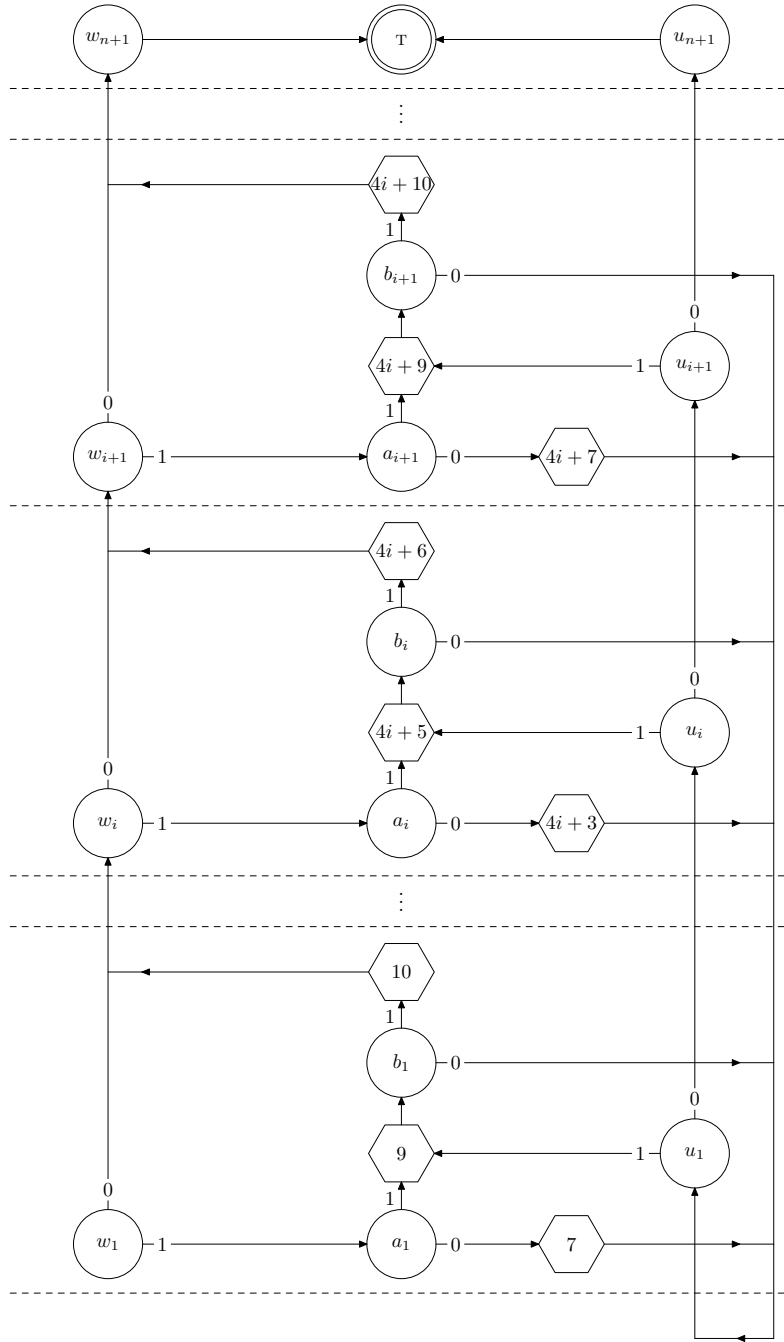 w_{n+1} T u_{n+1}
⋮
4i + 10
1
b_{i+1} 0
0
4i + 9 1 u_{i+1}
0 1
w_{i+1} 1 a_{i+1} 0 4i + 7
4i + 6
1
b_i 0
0
4i + 5 1 u_i
0 1
w_i 1 a_i 0 4i + 3
⋮
10
1
b_1 0
0
9 1 u_1
0 1
w_1 1 a_1 0 7